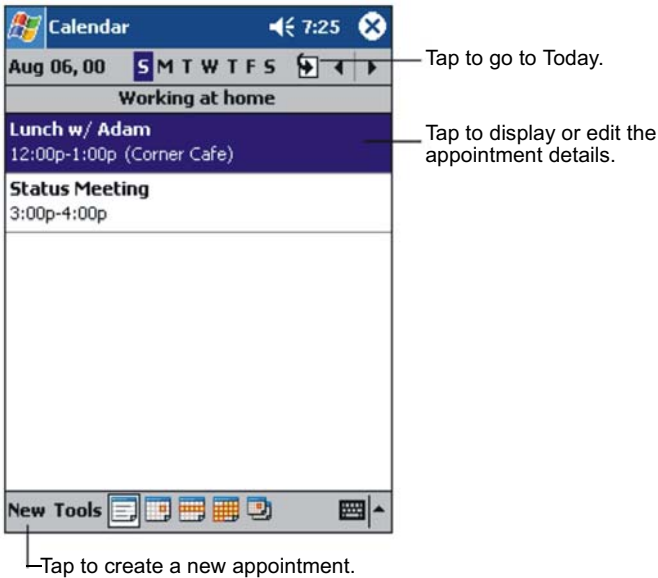 Calendar 7:25
Aug 06, 00 S M T W T F S
Tap to go to Today.
Working at home
Lunch w/ Adam
12:00p-1:00p (Corner Cafe)
Tap to display or edit the
appointment details.
Status Meeting
3:00p-4:00p
New Tools
Tap to create a new appointment.